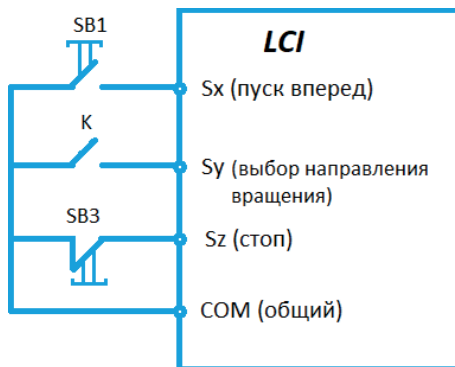 SB1
LCI
Sx (пуск вперед)
K
Sy (выбор направления
вращения)
SB3
Sz (стоп)
COM (общий)